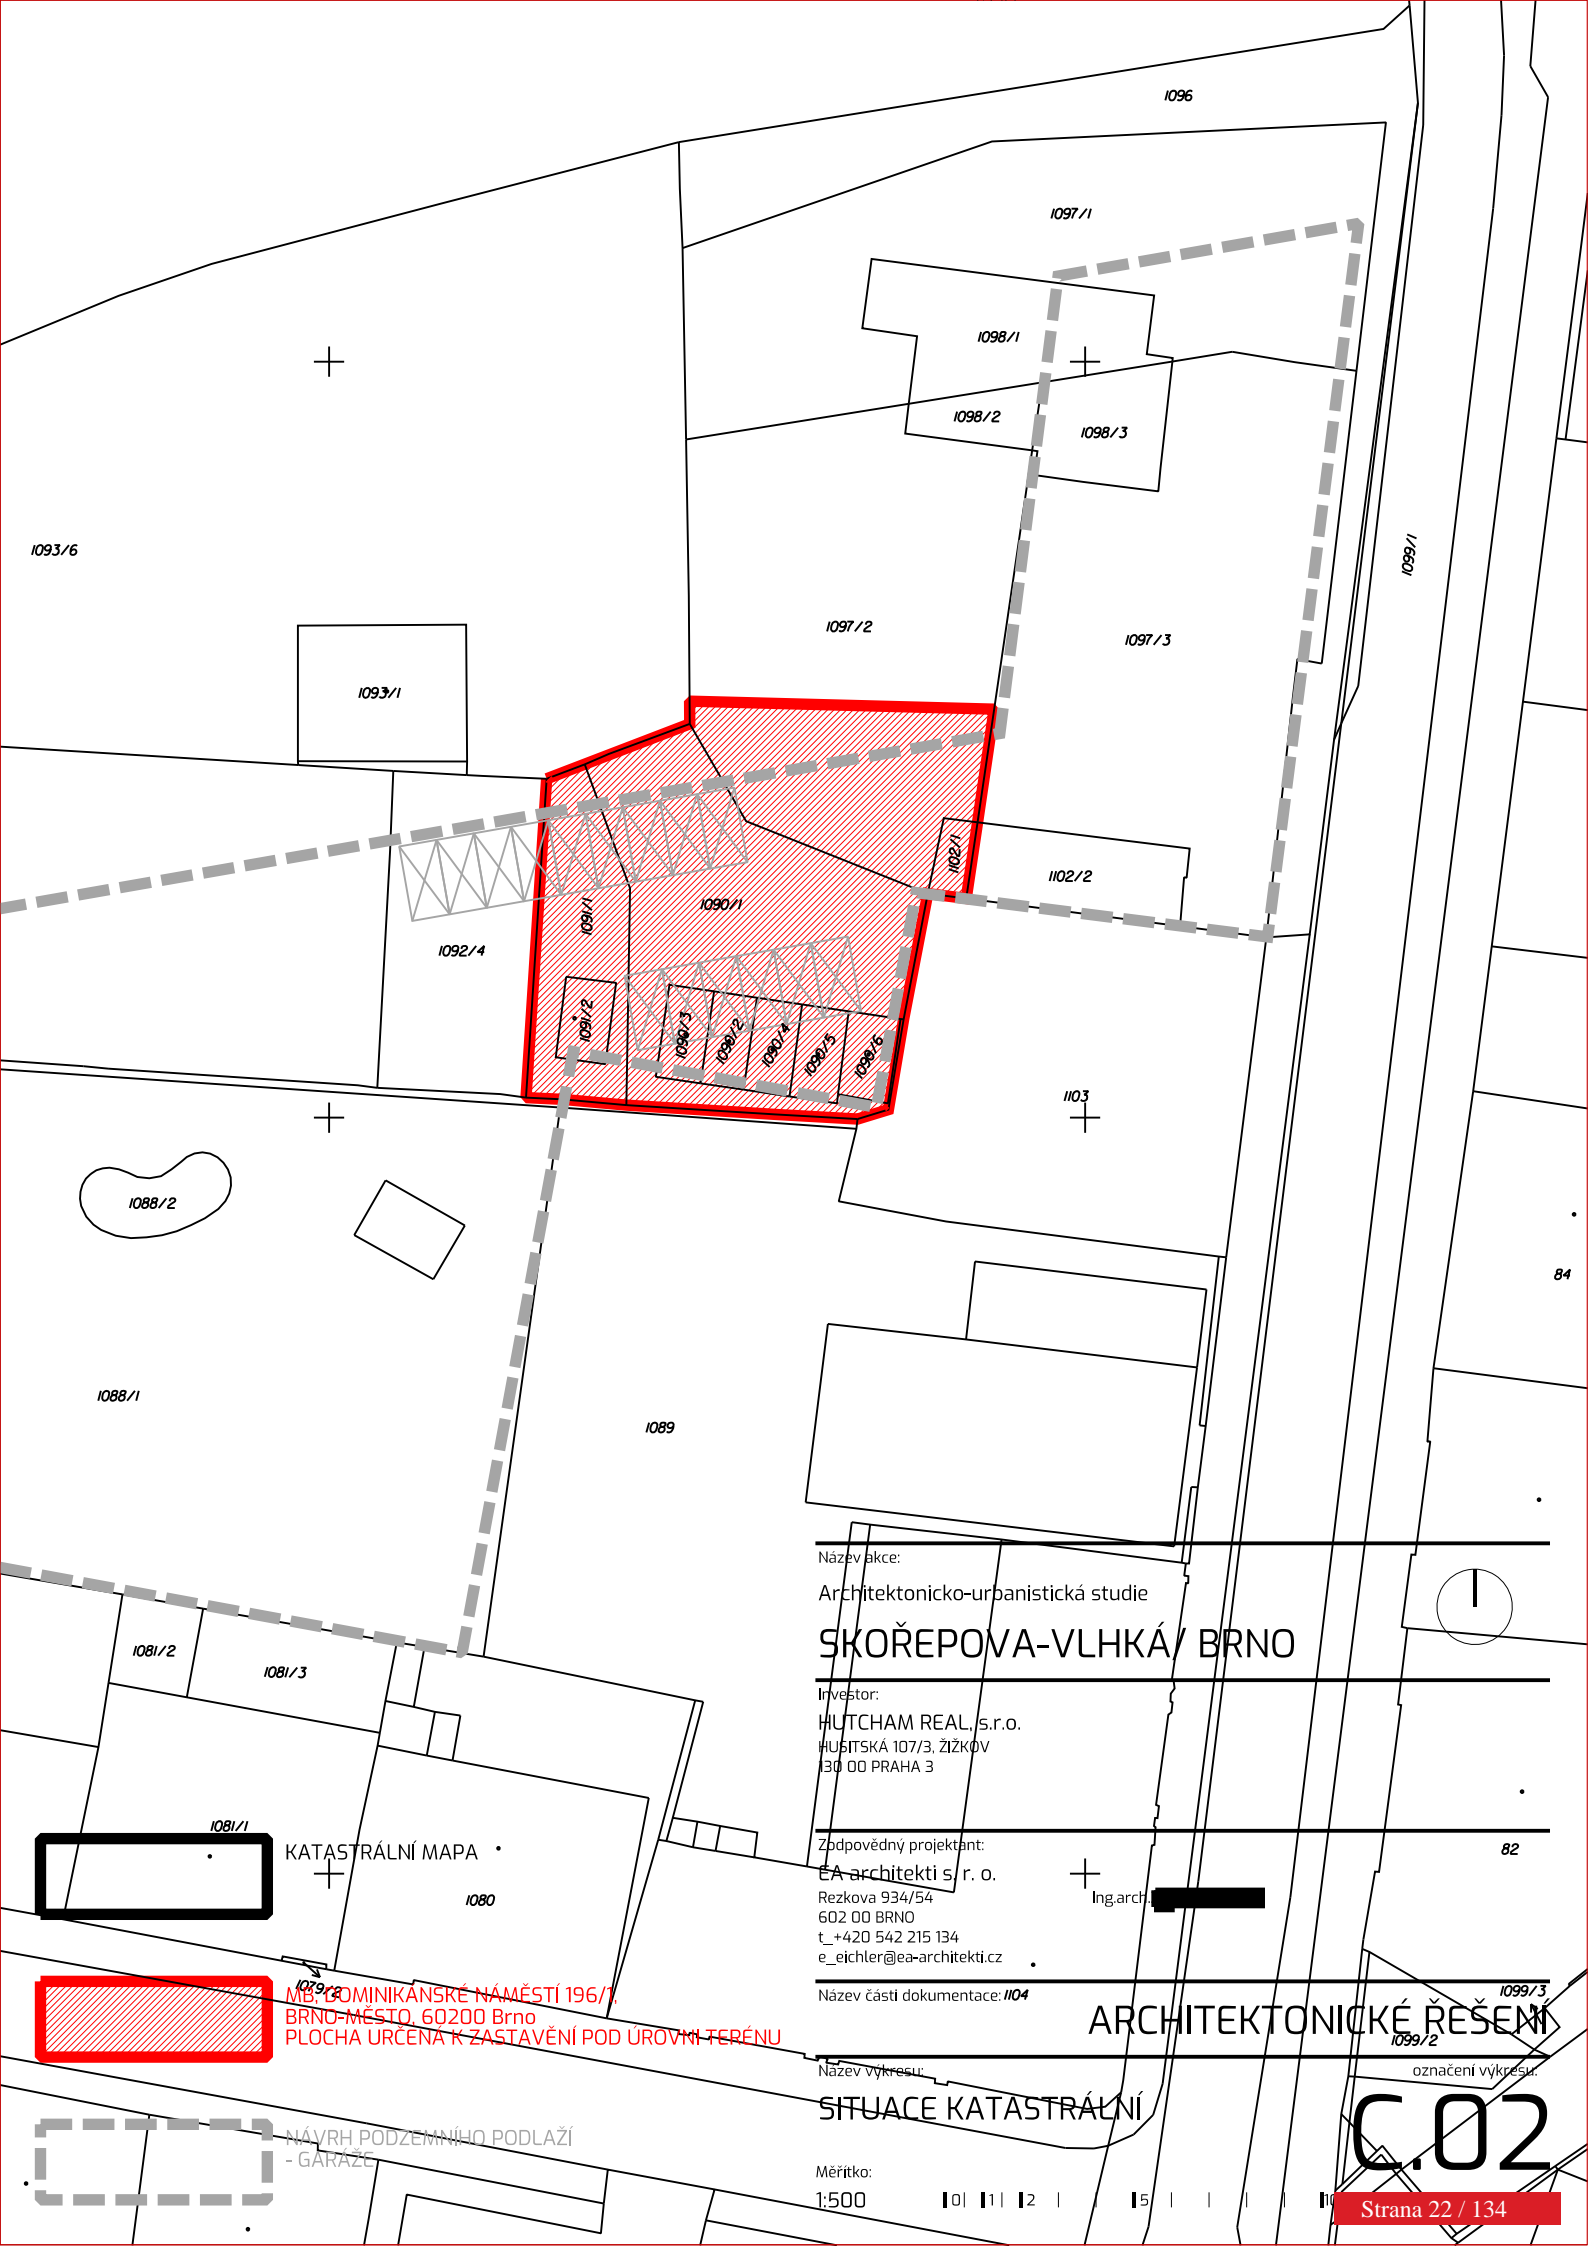 1096
1097/1
1098/1
1098/2
1098/3
1093/6
1099/1
1097/2
1097/3
1093/1
1102/1
1102/2
1091/1
1090/1
1092/4
1091/2
1090/3
1090/2
1090/4
1090/5
1090/6
1103
1088/2
84
1088/1
1089
Název akce:
Architektonicko-urbanistická studie
SKOŘEPOVA-VLHKÁ/ BRNO
1081/2
1081/3
Investor:
HUTCHAM REAL, s.r.o.
HUSITSKÁ 107/3, ŽIŽKOV
130 00 PRAHA 3
1081/1
KATASTRÁLNÍ MAPA
Zodpovědný projektant:
82
EA architekti s. r. o.
1080
Rezkova 934/54
Ing.arch.
602 00 BRNO
t_+420 542 215 134
e_eichler@ea-architekti.cz
1079/2
MB, DOMINIKÁNSKÉ NÁMĚSTÍ 196/1,
BRNO-MĚSTO, 60200 Brno
PLOCHA URČENÁ K ZASTAVĚNÍ POD ÚROVNI TERÉNU
Název části dokumentace:
1104
1099/3
ARCHITEKTONICKÉ ŘEŠENÍ
1099/2
Název výkresu:
označení výkresu:
SITUACE KATASTRÁLNÍ
C.02
NÁVRH PODZEMNÍHO PODLAŽÍ
- GARÁŽE
Měřítko:
1:500
0 1 2 5 10
Strana 22 / 134